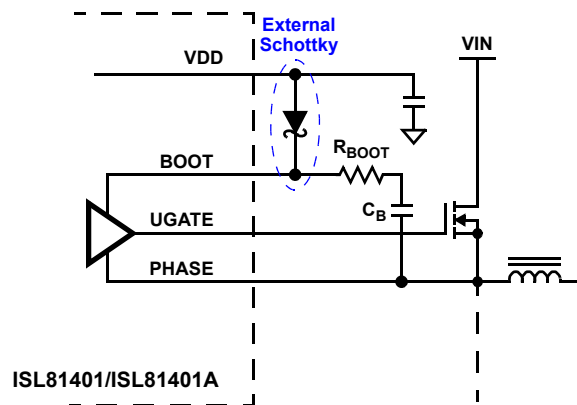 External
Schottky
VDD
VIN
BOOT
RBOOT
CB
UGATE
PHASE
ISL81401/ISL81401A